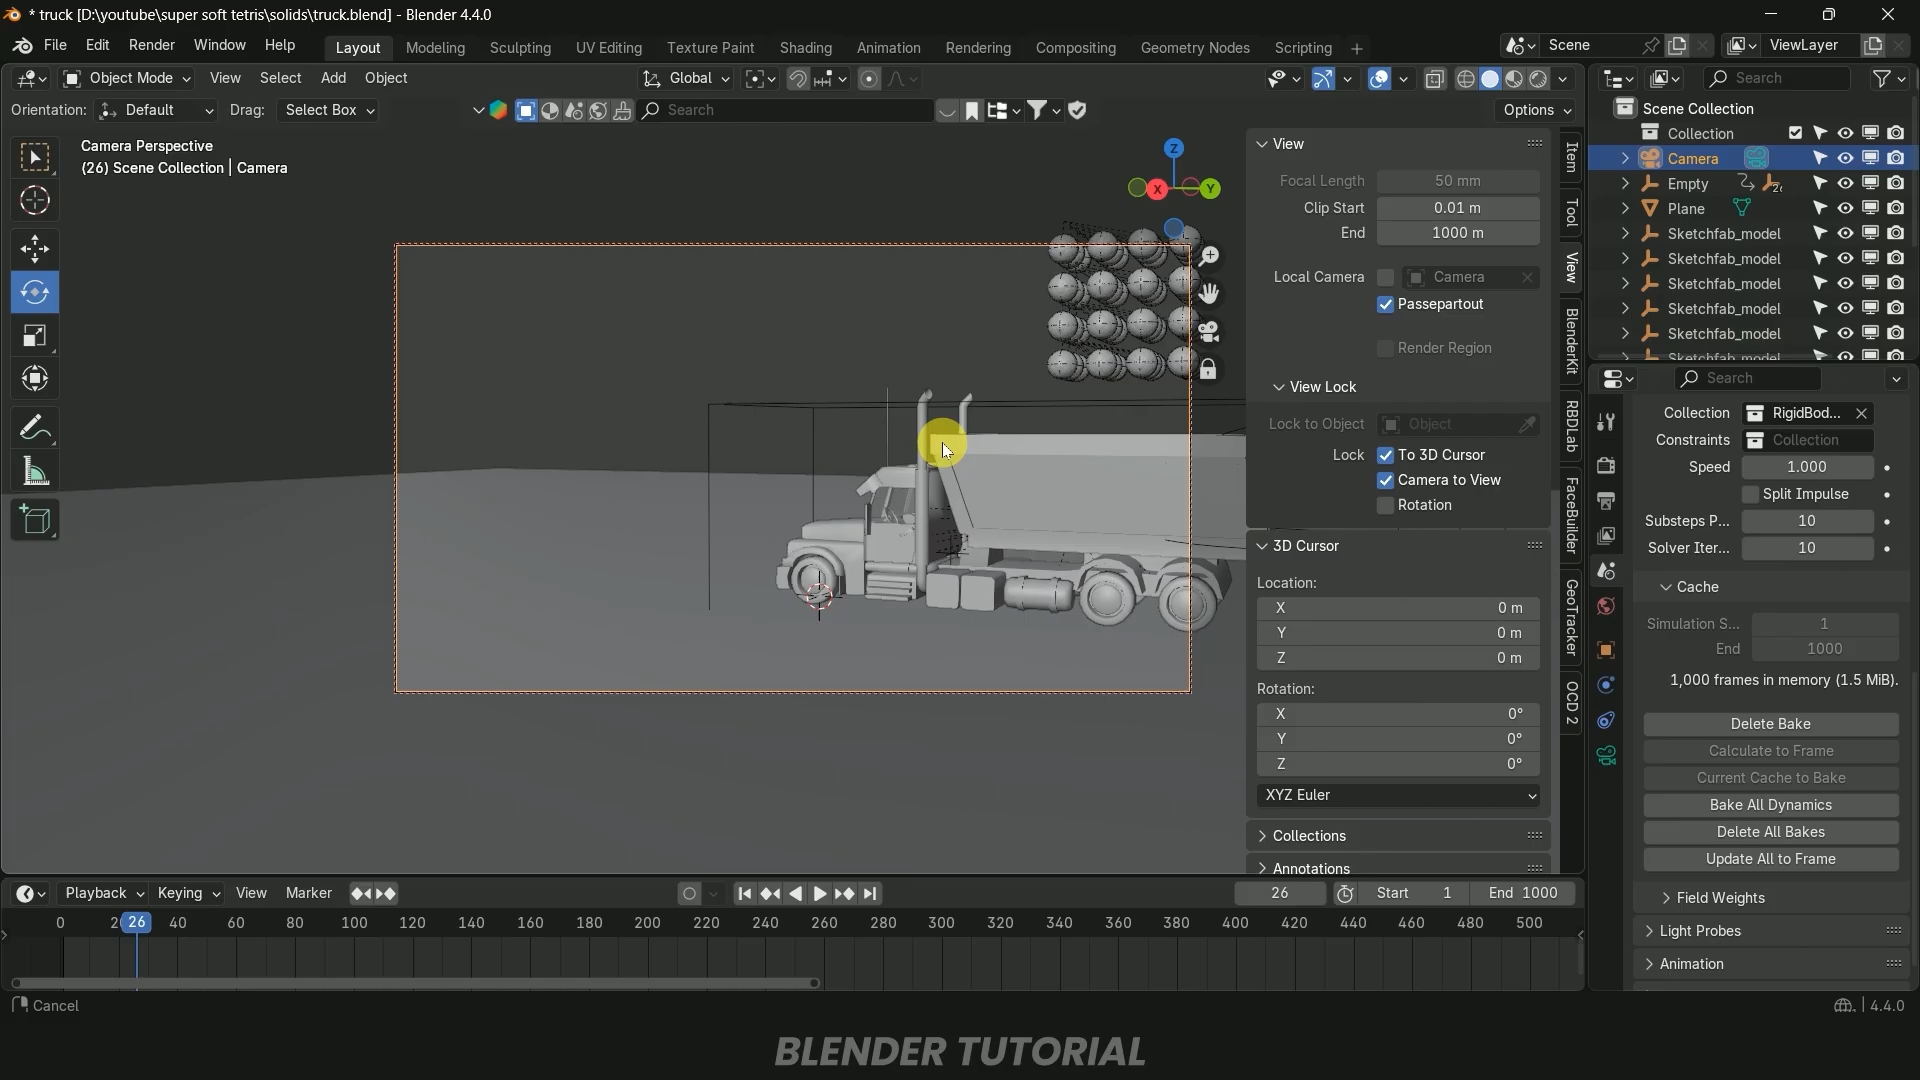 * truck [D:\youtube\super soft tetris\solids\truck.blend] - Blender 4.4.0
File Edit Render Window Help Layout Modeling Sculpting UV Editing Texture Paint Shading Animation Rendering Compositing Geometry Nodes Scripting Scene ViewLayer
Object Mode View Select Add Object Global Search
Orientation: Default Drag: Select Box Search Options
Camera Perspective
(26) Scene Collection | Camera
Z
X Y
View
Focal Length 50 mm
Clip Start 0.01 m
End 1000 m
Local Camera Camera
Passepartout
Render Region
View Lock
Lock to Object Object
Lock To 3D Cursor
Camera to View
Rotation
3D Cursor
Location:
X 0 m
Y 0 m
Z 0 m
Rotation:
X 0°
Y 0°
Z 0°
XYZ Euler
Collections
Annotations
Item
Tool
View
BlenderKit
RBDLab
FaceBuilder
GeoTracker
OCD 2
Scene Collection
Collection
Camera
Empty
Plane
Sketchfab_model
Sketchfab_model
Sketchfab_model
Sketchfab_model
Sketchfab_model
Sketchfab_model
Search
Collection RigidBod...
Constraints Collection
Speed 1.000
Split Impulse
Substeps P... 10
Solver Iter... 10
Cache
Simulation S... 1
End 1000
1,000 frames in memory (1.5 MiB).
Delete Bake
Calculate to Frame
Current Cache to Bake
Bake All Dynamics
Delete All Bakes
Update All to Frame
Field Weights
Light Probes
Animation
Playback Keying View Marker 26 Start 1 End 1000
0 26 40 60 80 100 120 140 160 180 200 220 240 260 280 300 320 340 360 380 400 420 440 460 480 500
Cancel 4.4.0
BLENDER TUTORIAL